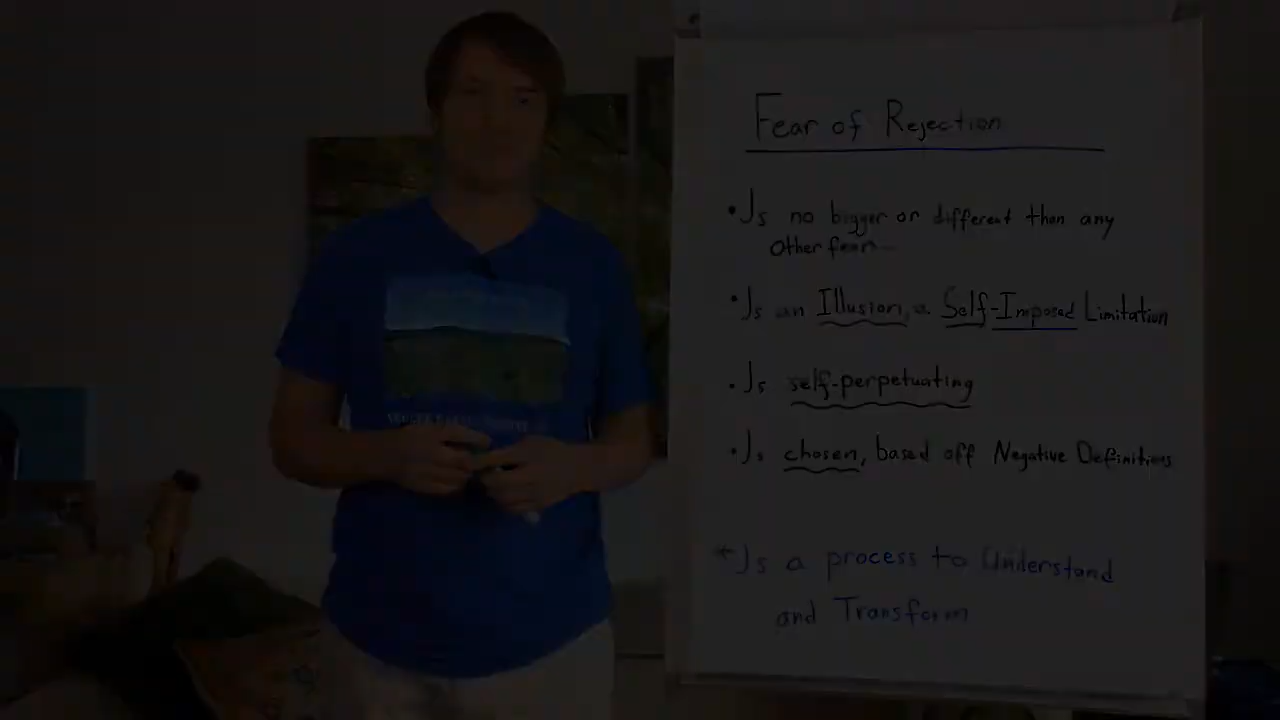 Fear of Rejection
• Is no bigger or different than any
other fear...
• Is an Illusion, a Self-Imposed Limitation
• Is self-perpetuating
• Is chosen, based off Negative Definitions
* Is a process to Understand
and Transform